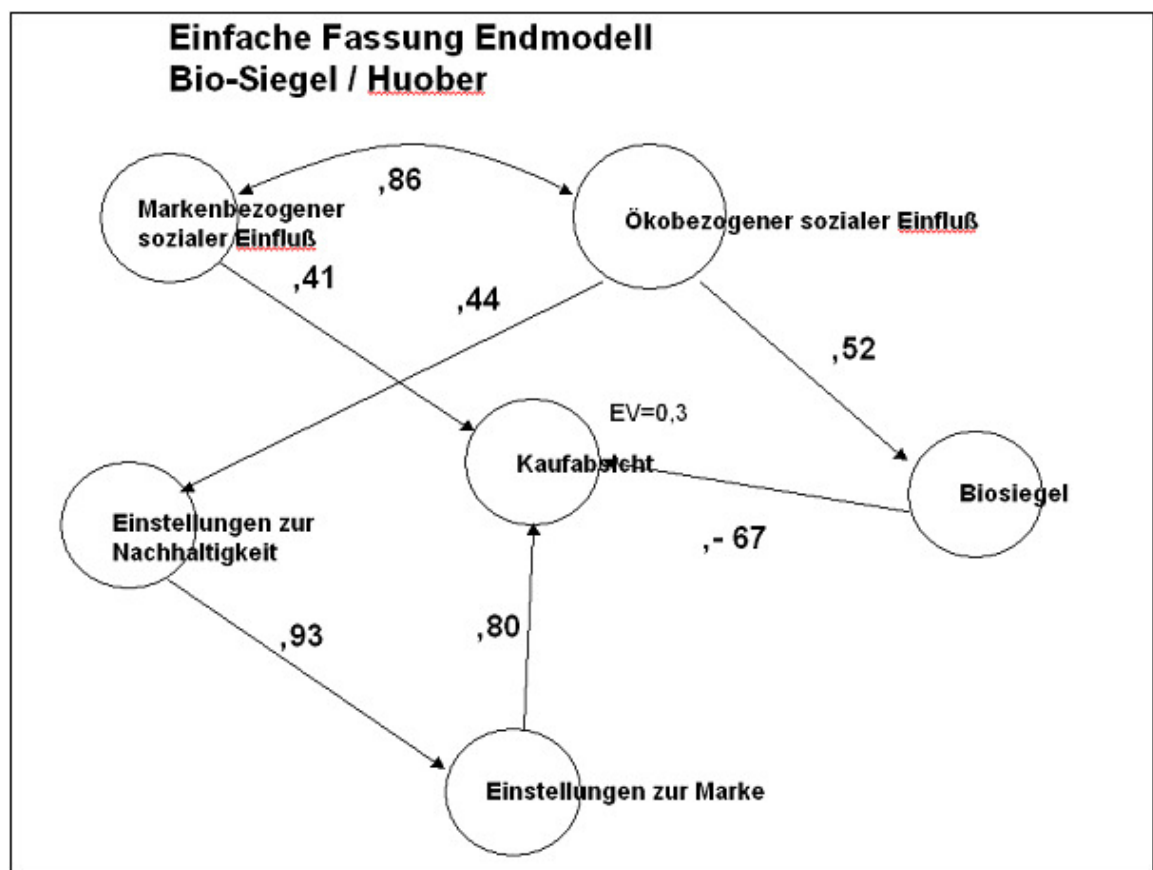 Einfache Fassung Endmodell
Bio-Siegel / Huober
,86
Markenbezogener
sozialer Einfluß
Ökobezogener sozialer Einfluß
,41
,44
,52
EV=0,3
Kaufabsicht
Biosiegel
Einstellungen zur
Nachhaltigkeit
,- 67
,93
,80
Einstellungen zur Marke